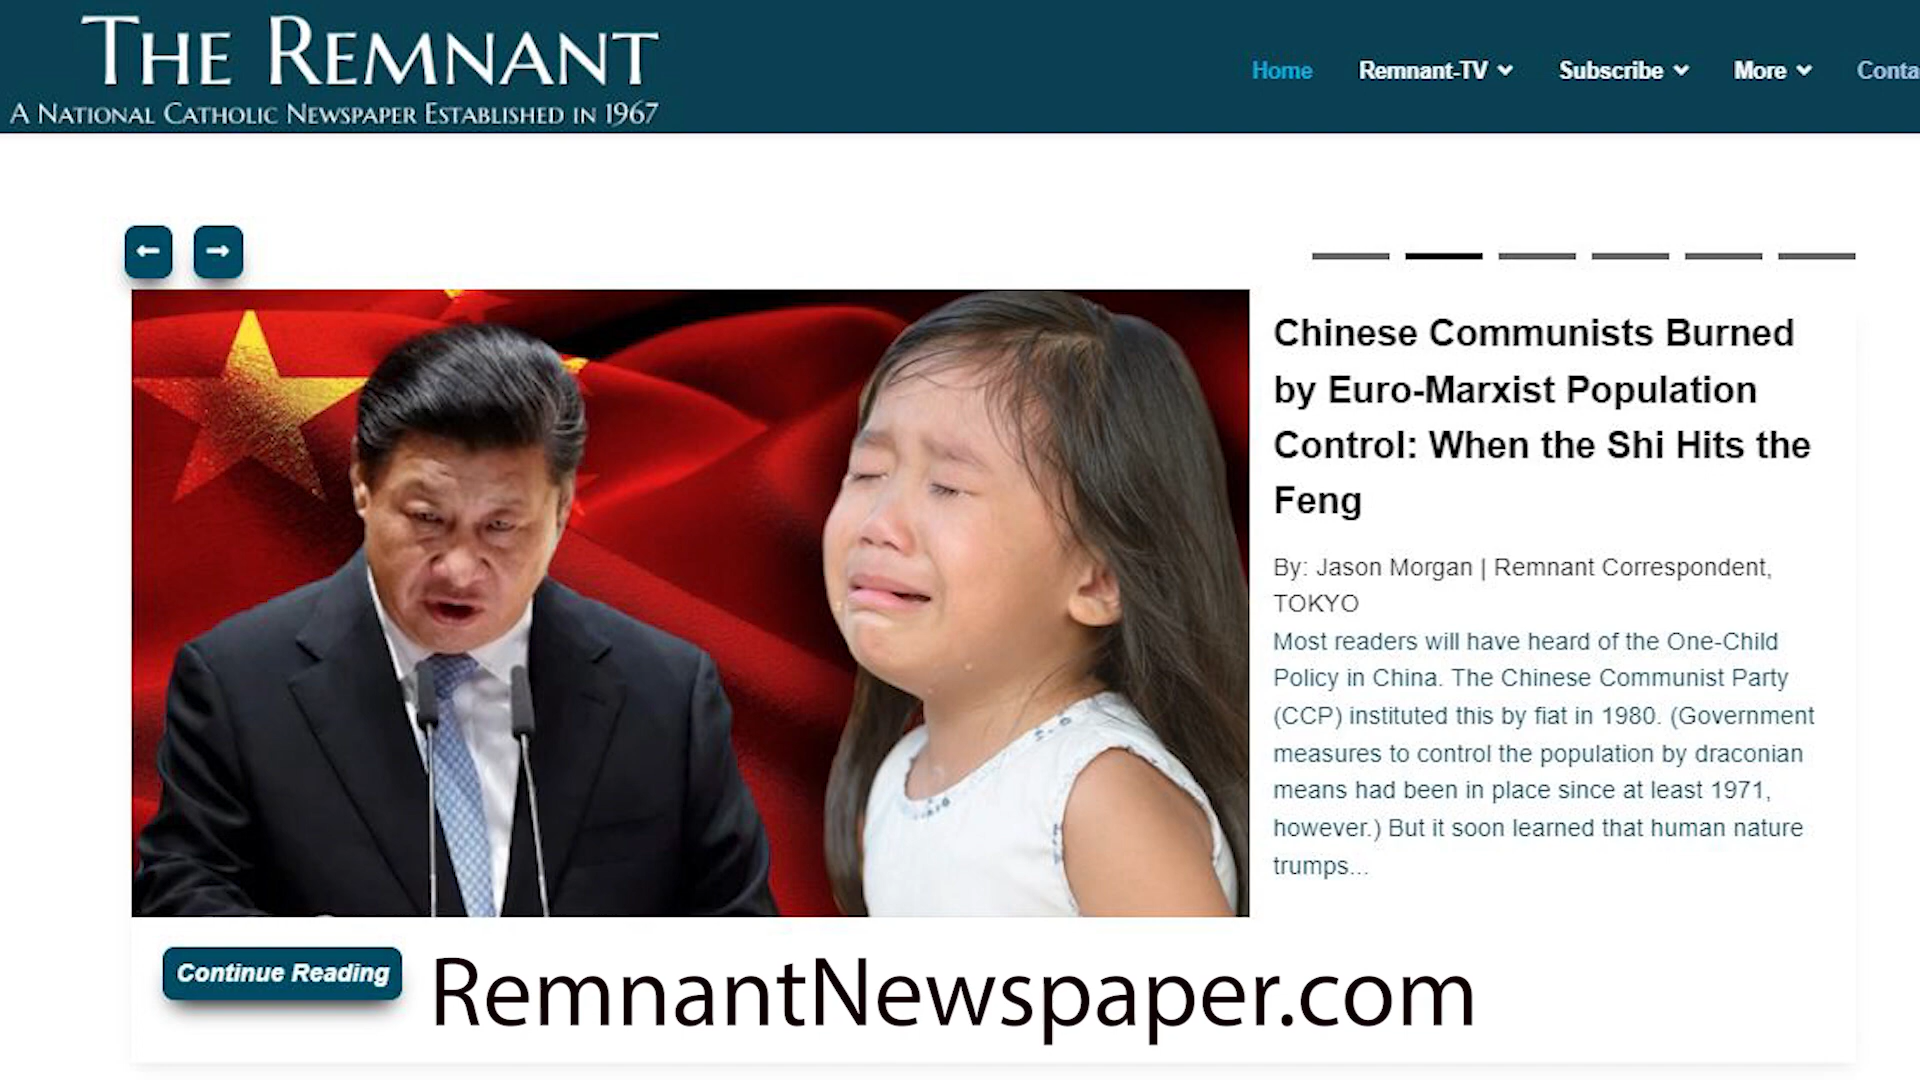 THE REMNANT
A NATIONAL CATHOLIC NEWSPAPER ESTABLISHED IN 1967
Home Remnant-TV Subscribe More Conta
Chinese Communists Burned
by Euro-Marxist Population
Control: When the Shi Hits the
Feng
By: Jason Morgan | Remnant Correspondent,
TOKYO
Most readers will have heard of the One-Child
Policy in China. The Chinese Communist Party
(CCP) instituted this by fiat in 1980. (Government
measures to control the population by draconian
means had been in place since at least 1971,
however.) But it soon learned that human nature
trumps...
Continue Reading
RemnantNewspaper.com